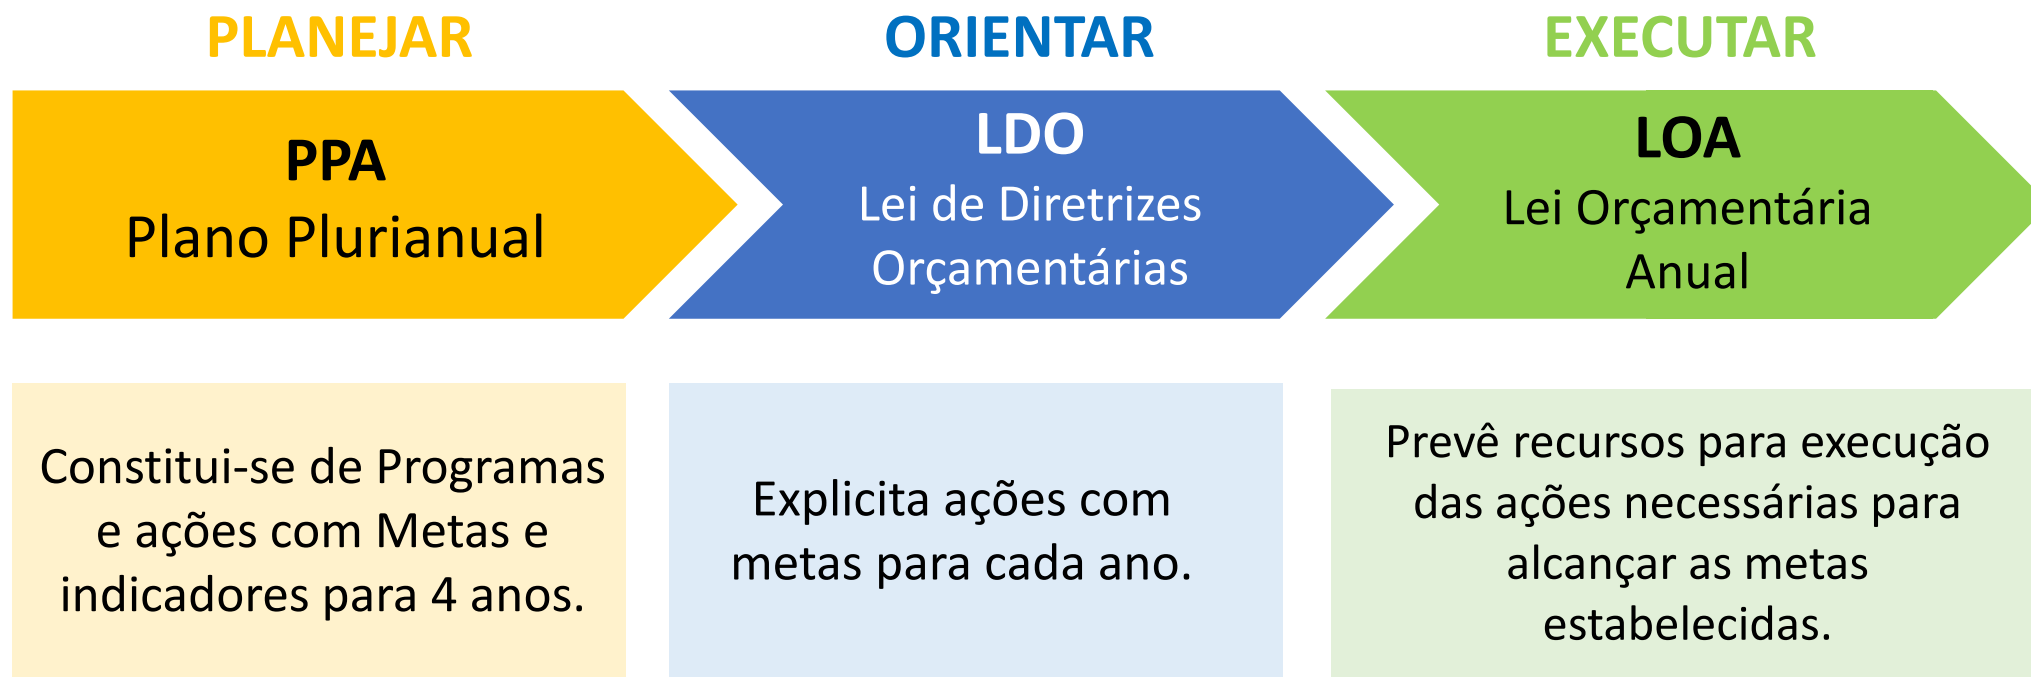 PLANEJAR
ORIENTAR
EXECUTAR
PPA
Plano Plurianual
LDO
Lei de Diretrizes
Orçamentárias
LOA
Lei Orçamentária
Anual
Constitui-se de Programas
e ações com Metas e
indicadores para 4 anos.
Explicita ações com
metas para cada ano.
Prevê recursos para execução
das ações necessárias para
alcançar as metas
estabelecidas.